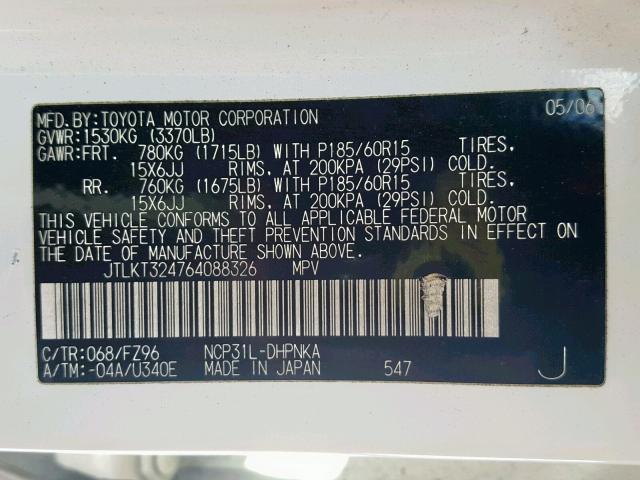 MFD.BY:TOYOTA MOTOR CORPORATION 05/06
GVWR:1530KG (3370LB)
GAWR:FRT. 780KG (1715LB) WITH P185/60R15 TIRES,
15X6JJ RIMS, AT 200KPA (29PSI) COLD.
RR. 760KG (1675LB) WITH P185/60R15 TIRES,
15X6JJ RIMS, AT 200KPA (29PSI) COLD.
THIS VEHICLE CONFORMS TO ALL APPLICABLE FEDERAL MOTOR
VEHICLE SAFETY AND THEFT PREVENTION STANDARDS IN EFFECT ON
THE DATE OF MANUFACTURE SHOWN ABOVE.
JTLKT324764088326 MPV
C/TR:068/FZ96 NCP31L-DHPNKA
A/TM:-04A/U340E MADE IN JAPAN 547 J